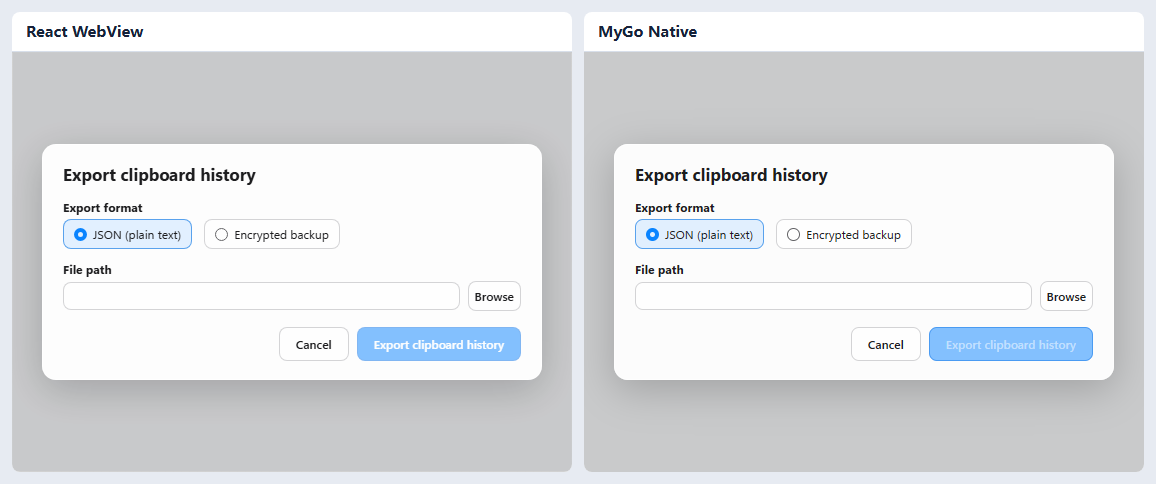 React WebView
Export clipboard history
Export format
JSON (plain text) Encrypted backup
File path
Browse
Cancel Export clipboard history
MyGo Native
Export clipboard history
Export format
JSON (plain text) Encrypted backup
File path
Browse
Cancel Export clipboard history